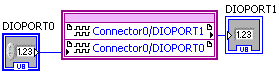 DIOPORT0
1.23
U8
Connector0/DIOPORT1
Connector0/DIOPORT0
DIOPORT1
1.23
U8